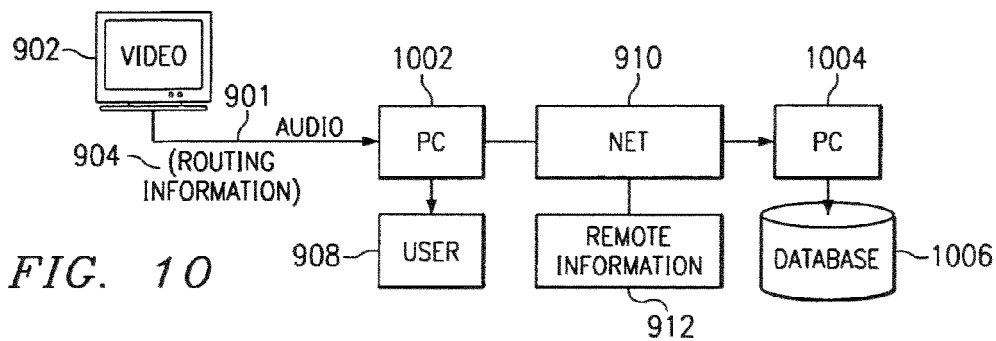 902
VIDEO
901
AUDIO
904
(ROUTING
INFORMATION)
1002
PC
910
NET
1004
PC
908
USER
REMOTE
INFORMATION
912
DATABASE
1006
FIG. 10